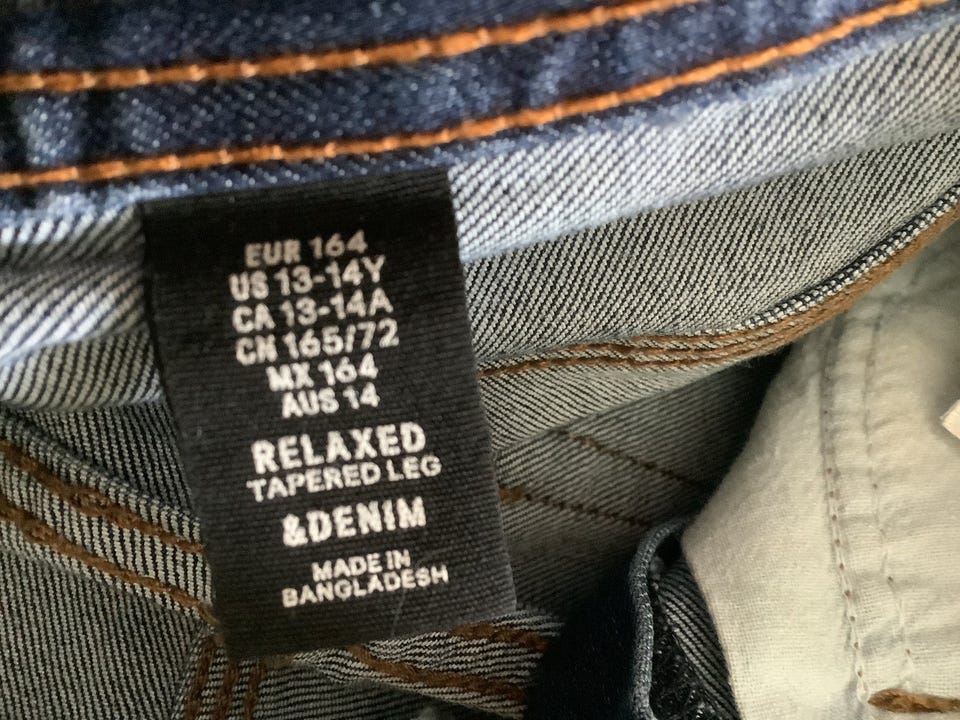 EUR 164
US 13-14Y
CA 13-14A
CN 165/72
MX 164
AUS 14
RELAXED
TAPERED LEG
&DENIM
MADE IN
BANGLADESH